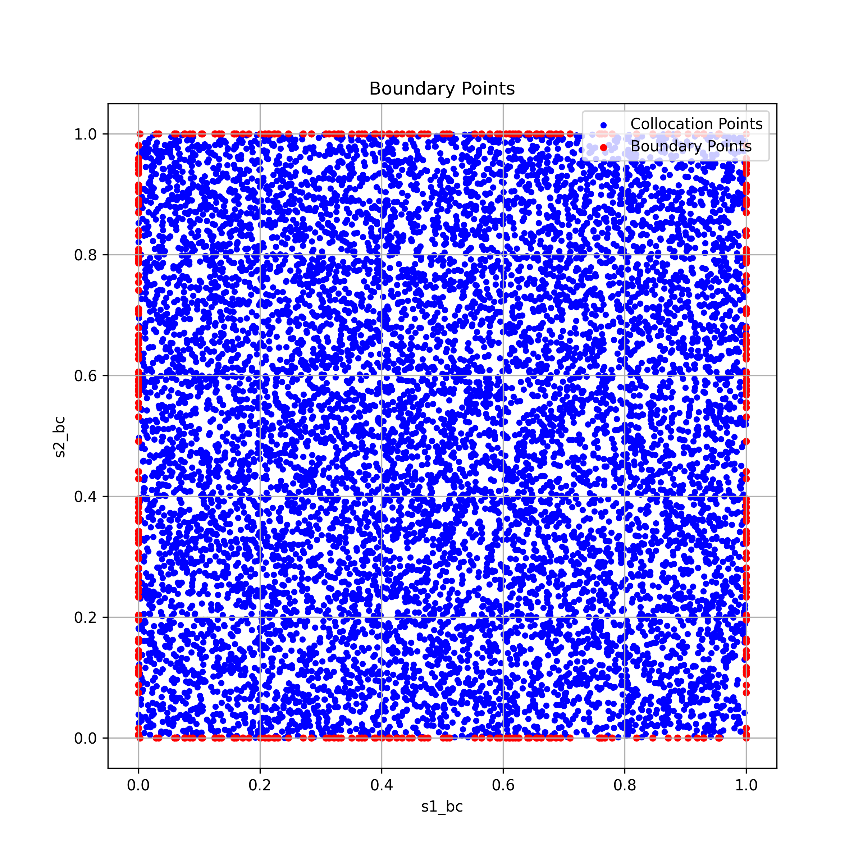 Boundary Points
Collocation Points
Boundary Points
1.0
0.8
0.6
0.4
0.2
0.0
s2_bc
0.0 0.2 0.4 0.6 0.8 1.0
s1_bc